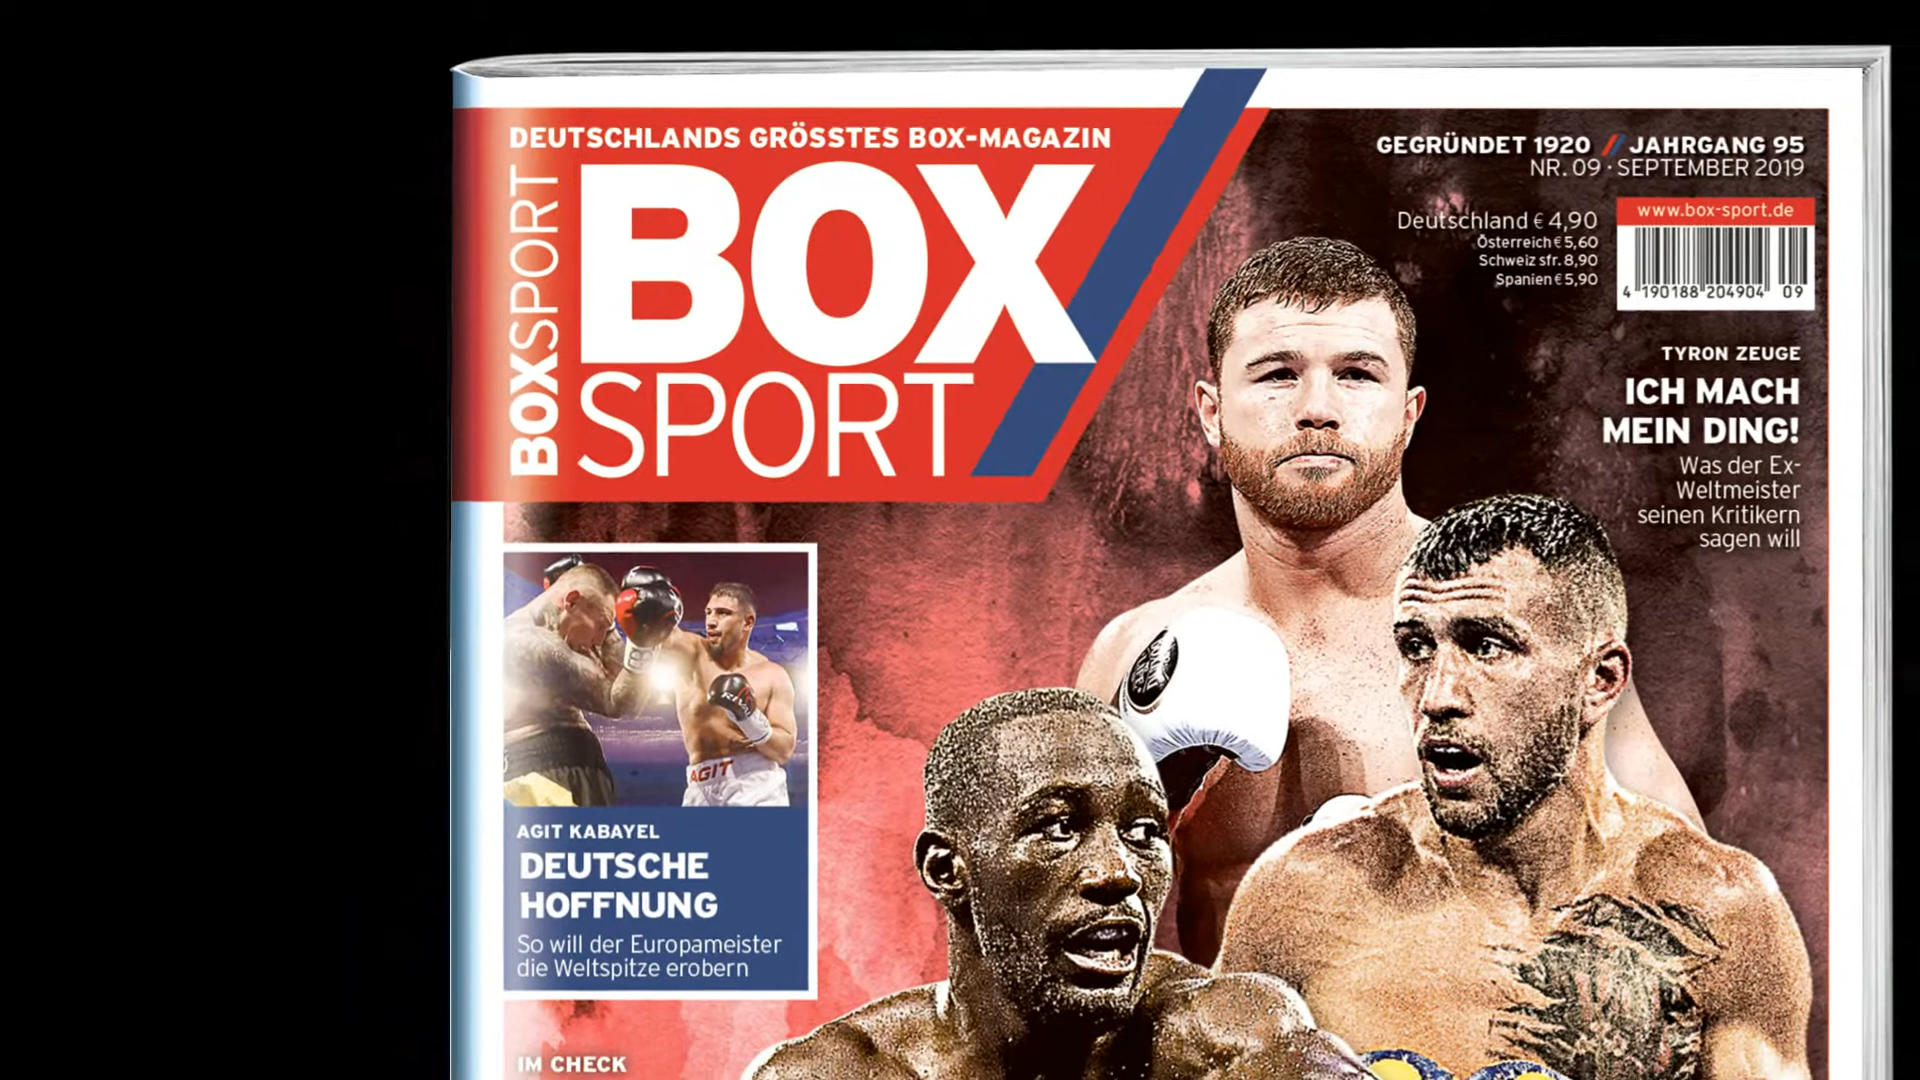 DEUTSCHLANDS GRÖSSTES BOX-MAGAZIN
BOXSPORT
BOX
SPORT
GEGRÜNDET 1920 // JAHRGANG 95
NR. 09 · SEPTEMBER 2019
Deutschland € 4,90
Österreich € 5,60
Schweiz sfr. 8,90
Spanien € 5,90
www.box-sport.de
4 190188 204904 09
TYRON ZEUGE
ICH MACH
MEIN DING!
Was der Ex-
Weltmeister
seinen Kritikern
sagen will
RIVAL
AGIT
AGIT KABAYEL
DEUTSCHE
HOFFNUNG
So will der Europameister
die Weltspitze erobern
IM CHECK